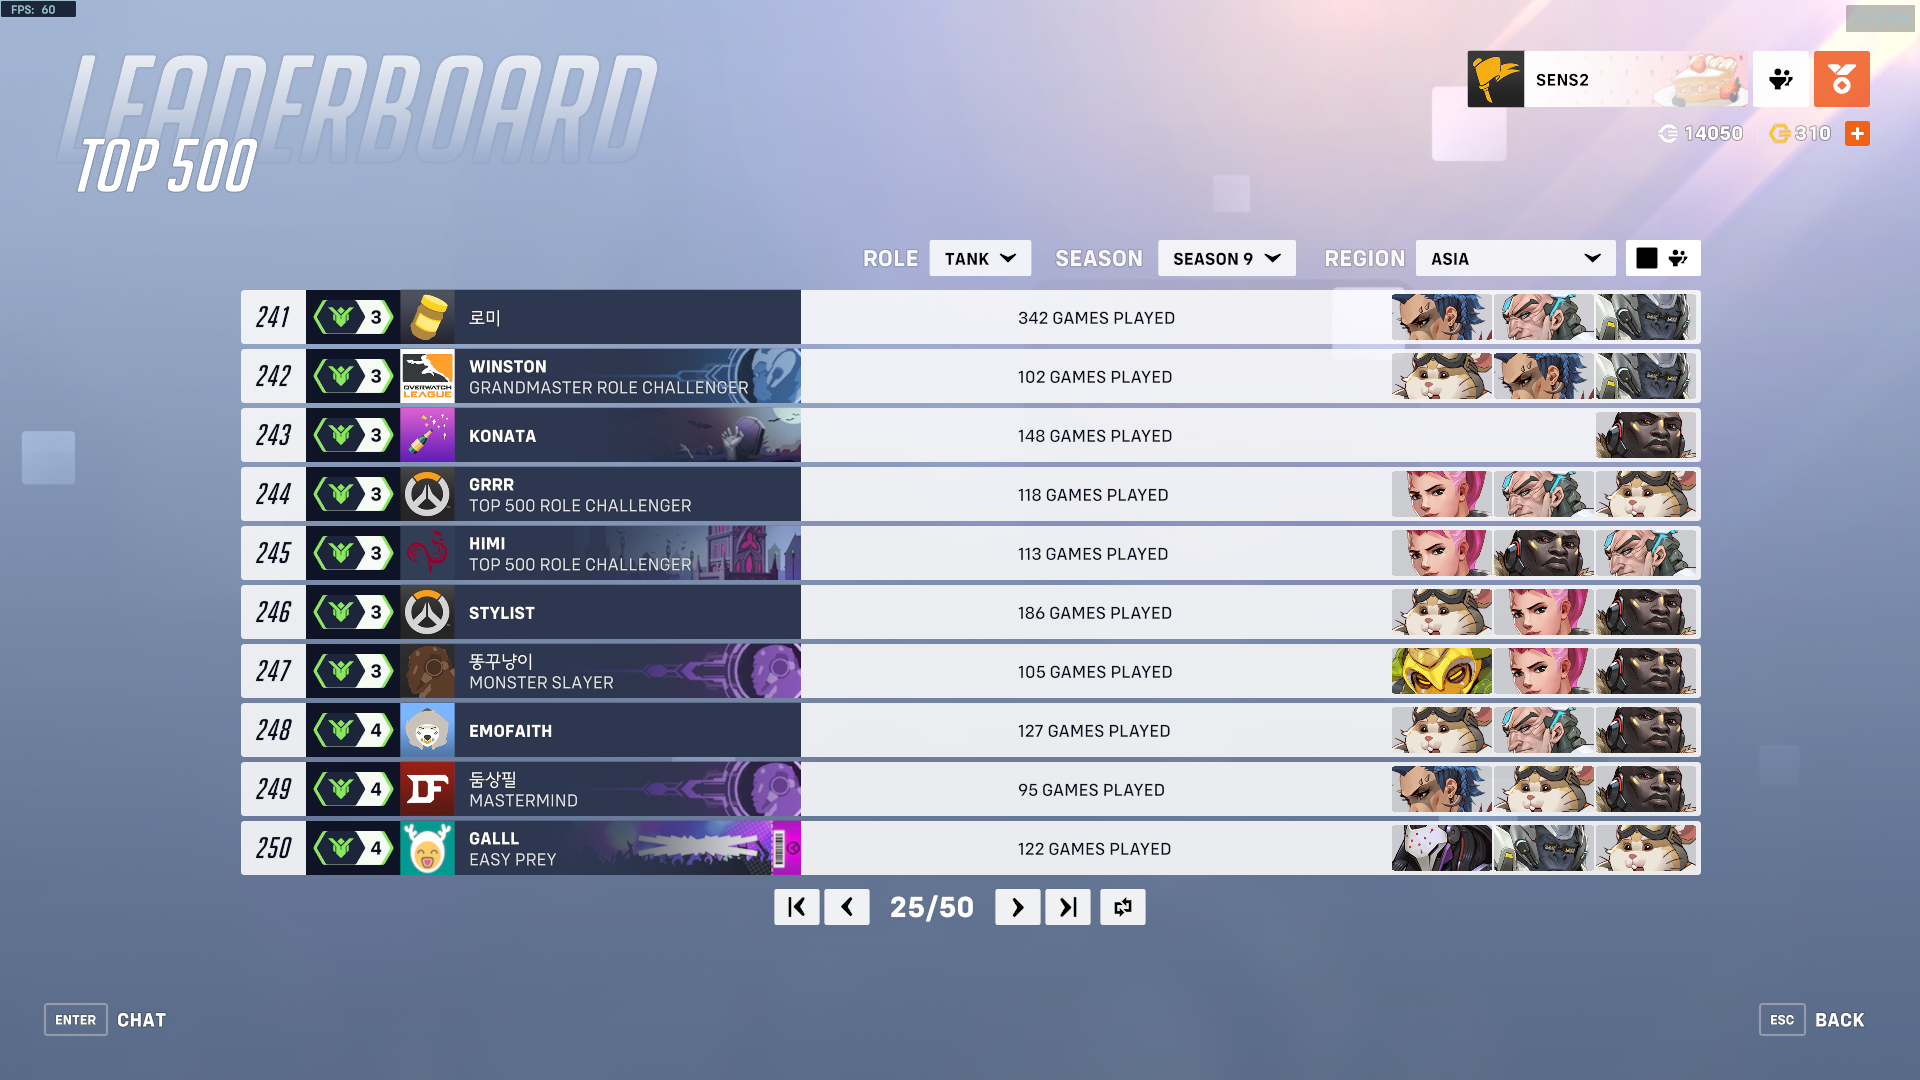 FPS: 60
LEADERBOARD
TOP 500
SENS2
14050
310
ROLE TANK SEASON SEASON 9 REGION ASIA
241 3 로미 342 GAMES PLAYED
242 3 OVERWATCH LEAGUE WINSTON GRANDMASTER ROLE CHALLENGER 102 GAMES PLAYED
243 3 KONATA 148 GAMES PLAYED
244 3 GRRR TOP 500 ROLE CHALLENGER 118 GAMES PLAYED
245 3 HIMI TOP 500 ROLE CHALLENGER 113 GAMES PLAYED
246 3 STYLIST 186 GAMES PLAYED
247 3 똥꾸냥이 MONSTER SLAYER 105 GAMES PLAYED
248 4 EMOFAITH 127 GAMES PLAYED
249 4 DF 둠상필 MASTERMIND 95 GAMES PLAYED
250 4 GALLL EASY PREY 122 GAMES PLAYED
25/50
ENTER CHAT
ESC BACK